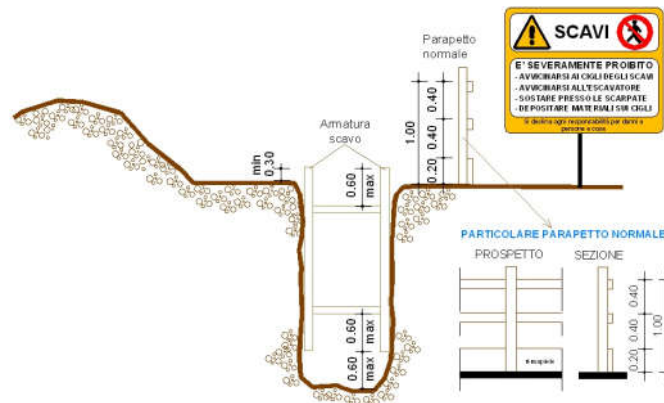 Parapetto
normale
SCAVI
E' SEVERAMENTE PROIBITO
- AVVICINARSI AI CIGLI DEGLI SCAVI
- AVVICINARSI ALL'ESCAVATORE
- SOSTARE PRESSO LE SCARPATE
- DEPOSITARE MATERIALI SUI CIGLI
Si declina ogni responsabilità per danni a
persone e cose
Armatura
scavo
min
0.30
0.60
max
1.00
0.40
0.40
0.20
0.60
max
0.60
max
PARTICOLARE PARAPETTO NORMALE
PROSPETTO
SEZIONE
0.40
0.40
0.20
1.00